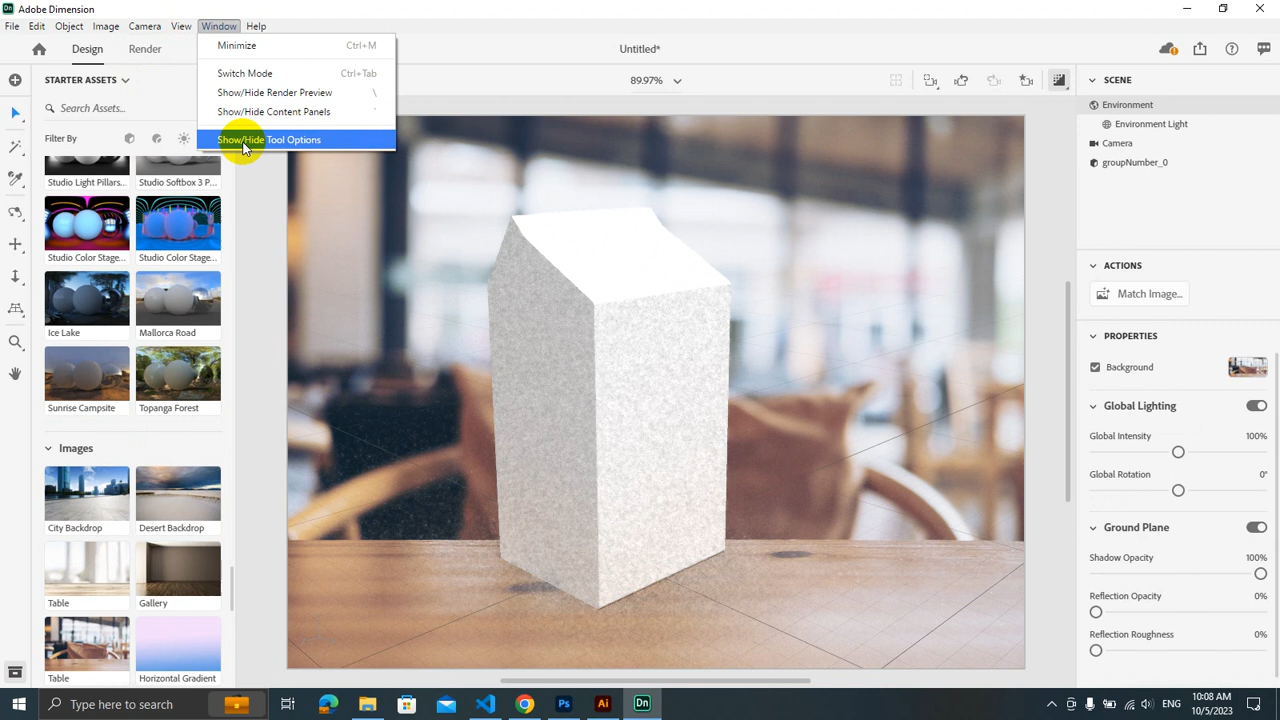 Dn Adobe Dimension
File Edit Object Image Camera View Window Help
Design Render
Untitled*
Minimize Ctrl+M
Switch Mode Ctrl+Tab
Show/Hide Render Preview \
Show/Hide Content Panels `
Show/Hide Tool Options
STARTER ASSETS
Search Assets...
Filter By
89.97%
Studio Light Pillars... Studio Softbox 3 P...
Studio Color Stage... Studio Color Stage...
Ice Lake Mallorca Road
Sunrise Campsite Topanga Forest
Images
City Backdrop Desert Backdrop
Table Gallery
Table Horizontal Gradient
SCENE
Environment
Environment Light
Camera
groupNumber_0
ACTIONS
Match Image...
PROPERTIES
Background
Global Lighting
Global Intensity 100%
Global Rotation 0°
Ground Plane
Shadow Opacity 100%
Reflection Opacity 0%
Reflection Roughness 0%
Type here to search
Ps Ai Dn
ENG
10:08 AM
10/5/2023